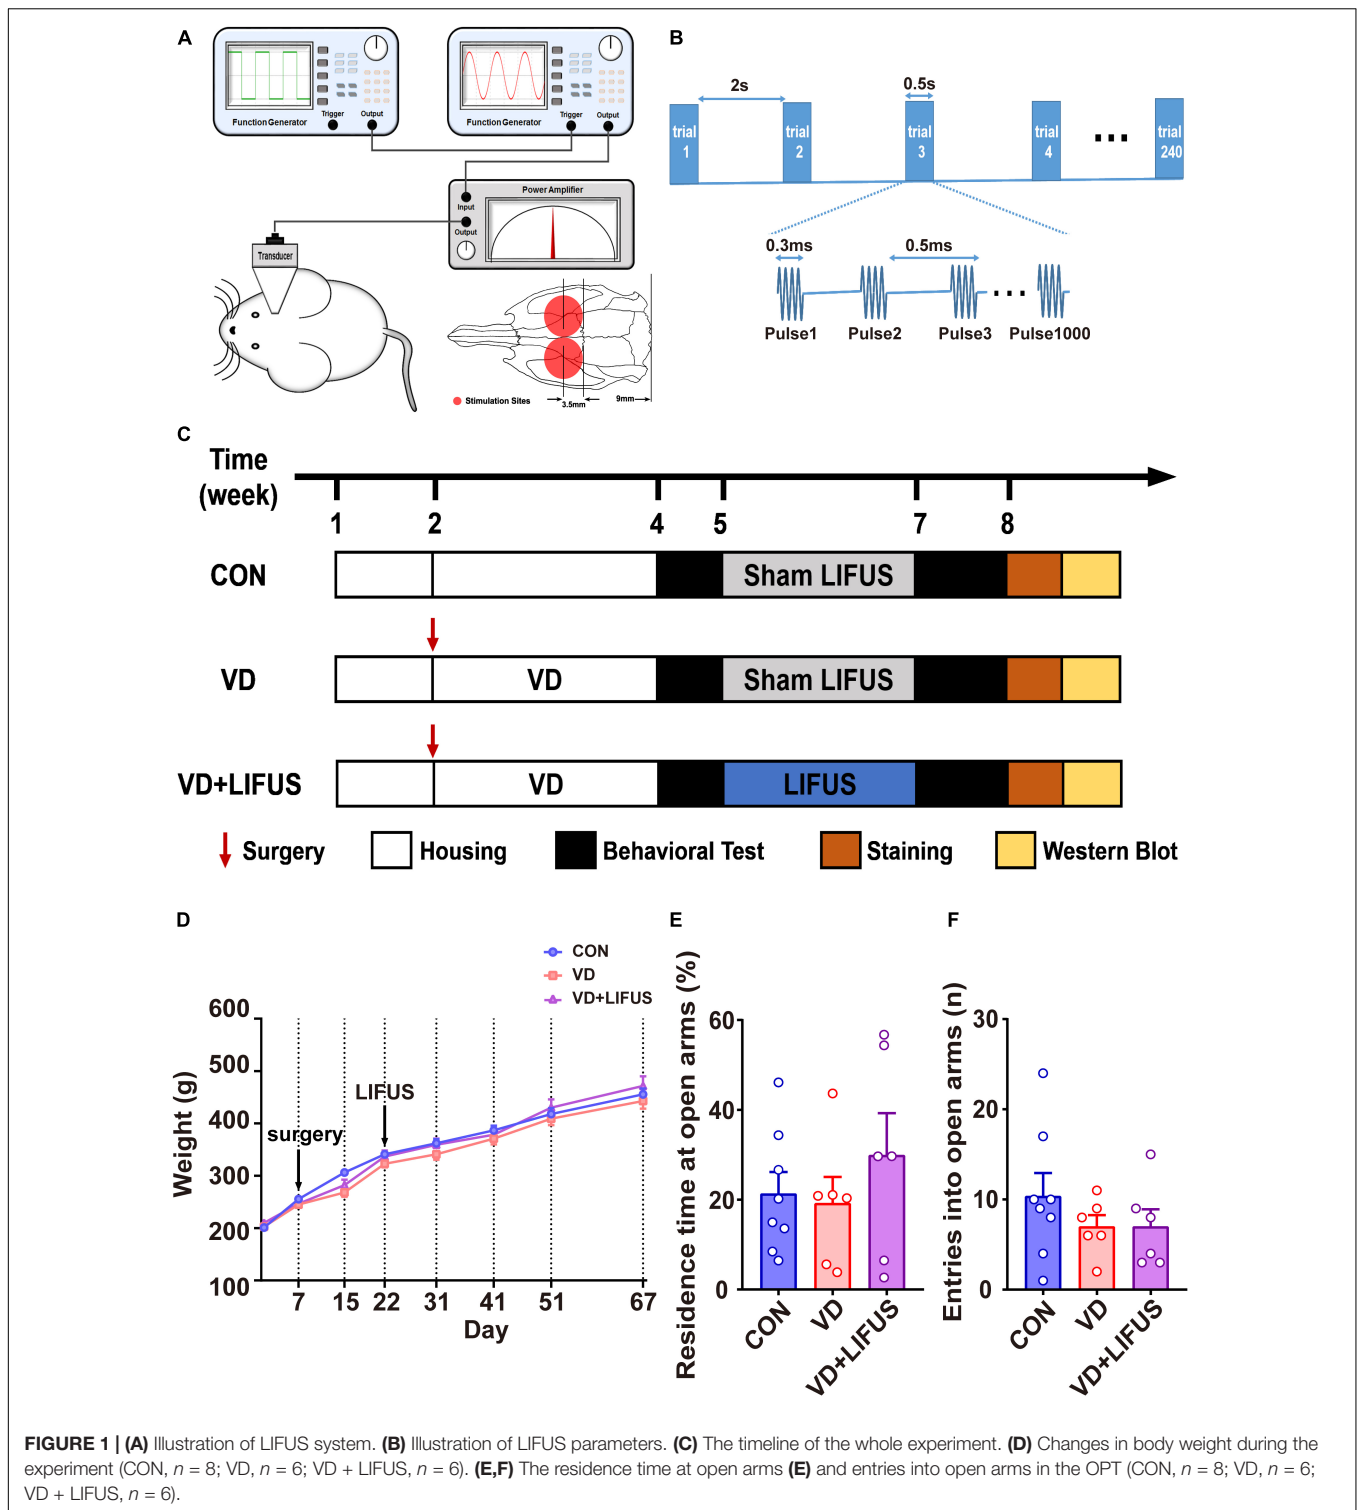 A
Function Generator
Trigger
Output
Function Generator
Trigger
Output
Power Amplifier
Input
Output
Transducer
Stimulation Sites
3.5mm
9mm
B
2s
0.5s
trial 1
trial 2
trial 3
trial 4
...
trial 240
0.3ms
0.5ms
...
Pulse1
Pulse2
Pulse3
Pulse1000
C
Time
(week)
1
2
4
5
7
8
CON
Sham LIFUS
VD
VD
Sham LIFUS
VD+LIFUS
VD
LIFUS
Surgery
Housing
Behavioral Test
Staining
Western Blot
D
CON
VD
VD+LIFUS
Weight (g)
600
500
400
300
200
100
surgery
LIFUS
7
15
22
31
41
51
67
Day
E
Residence time at open arms (%)
60
40
20
0
CON
VD
VD+LIFUS
F
Entries into open arms (n)
30
20
10
0
CON
VD
VD+LIFUS
FIGURE 1 | (A) Illustration of LIFUS system. (B) Illustration of LIFUS parameters. (C) The timeline of the whole experiment. (D) Changes in body weight during the
experiment (CON, n = 8; VD, n = 6; VD + LIFUS, n = 6). (E,F) The residence time at open arms (E) and entries into open arms in the OPT (CON, n = 8; VD, n = 6;
VD + LIFUS, n = 6).